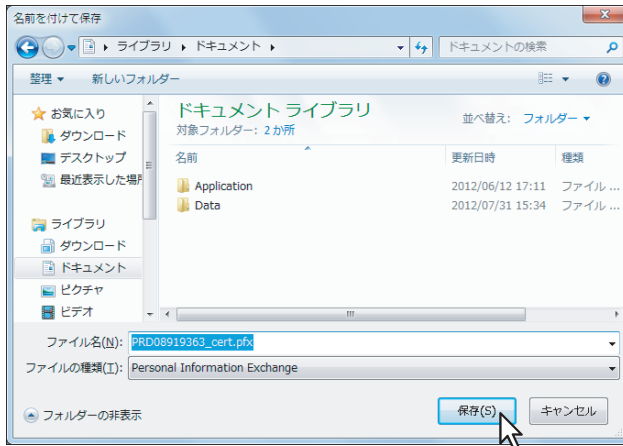 名前を付けて保存
ライブラリ ▸ ドキュメント ▸
ドキュメントの検索
整理 新しいフォルダー
お気に入り
ダウンロード
デスクトップ
最近表示した場所
ライブラリ
ダウンロード
ドキュメント
ピクチャ
ビデオ
ドキュメント ライブラリ
対象フォルダー: 2 か所
並べ替え: フォルダー
名前 更新日時 種類
Application 2012/06/12 17:11 ファイル ...
Data 2012/07/31 15:34 ファイル ...
ファイル名(N): PRD08919363_cert.pfx
ファイルの種類(T): Personal Information Exchange
フォルダーの非表示
保存(S) キャンセル